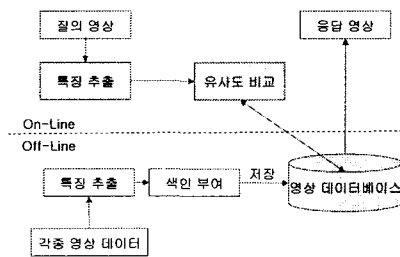 질의 영상
응답 영상
특징 추출
유사도 비교
On-Line
Off-Line
특징 추출
색인 부여
저장
영상 데이터베이스
각종 영상 데이터